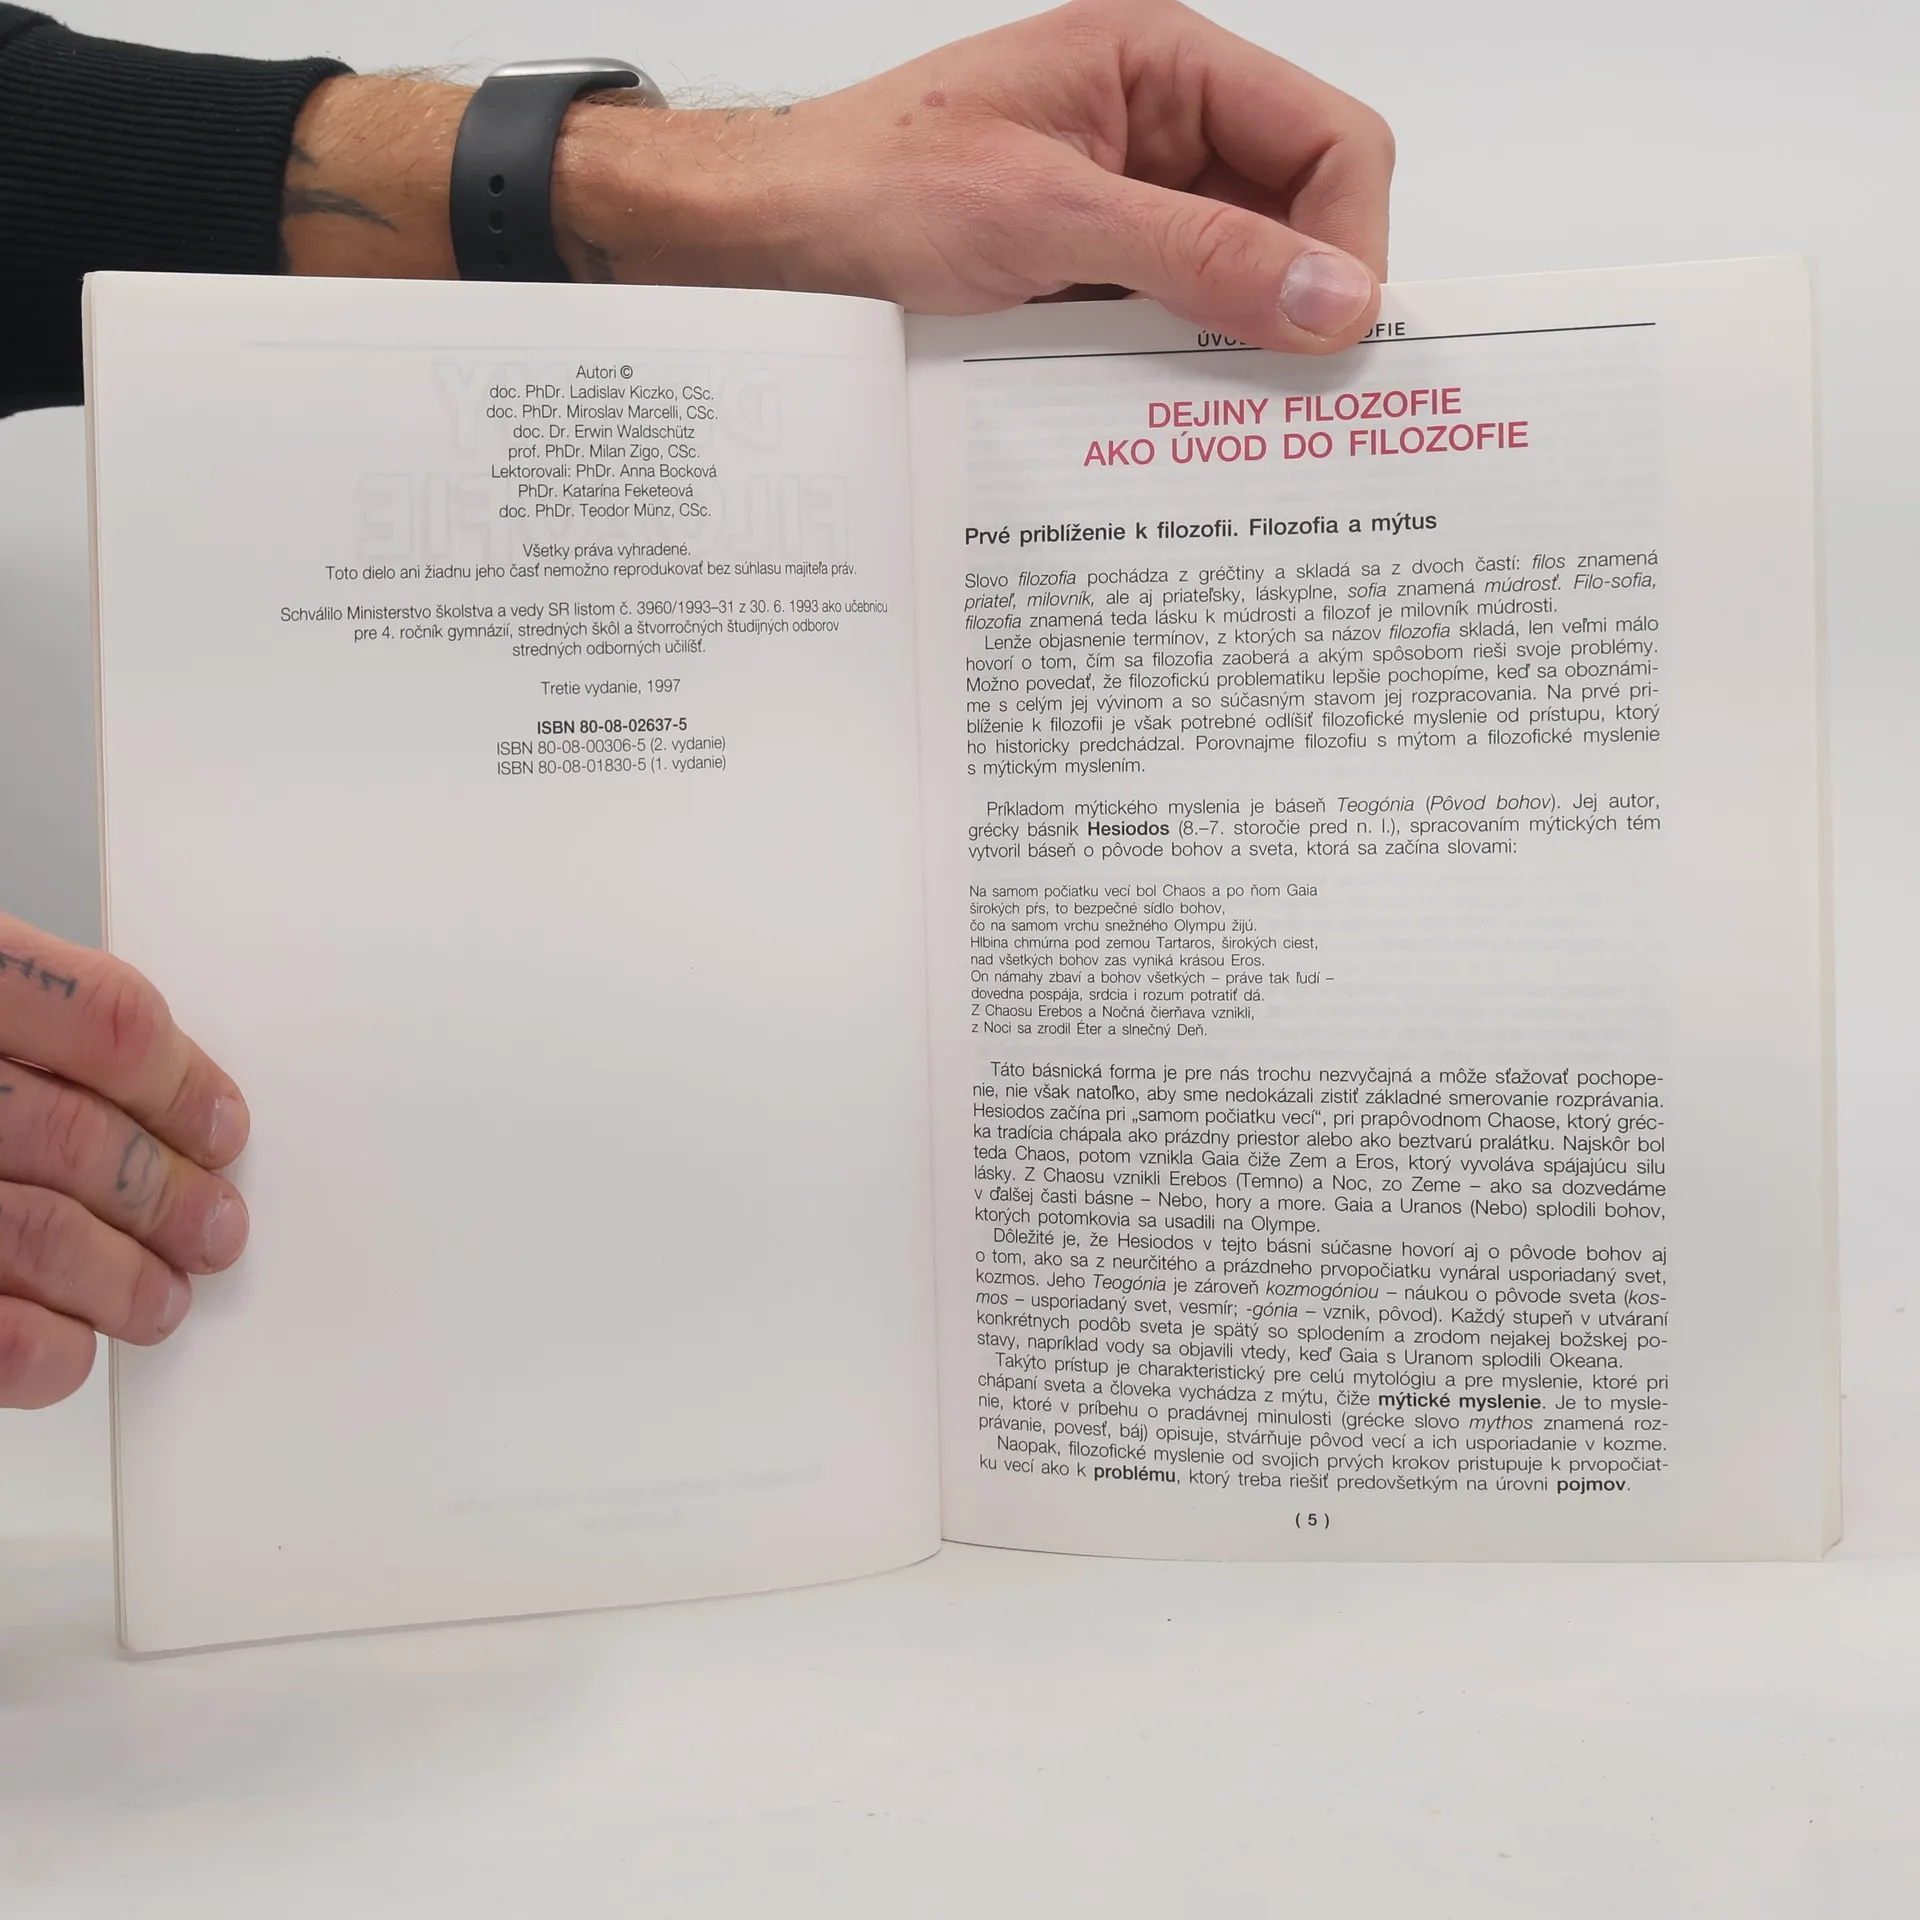 Autori ©
doc. PhDr. Ladislav Kiczko, CSc.
doc. PhDr. Miroslav Marcelli, CSc.
doc. Dr. Erwin Waldschütz
prof. PhDr. Milan Zigo, CSc.
Lektorovali: PhDr. Anna Bocková
PhDr. Katarína Feketeová
doc. PhDr. Teodor Münz, CSc.
Všetky práva vyhradené.
Toto dielo ani žiadnu jeho časť nemožno reprodukovať bez súhlasu majiteľa práv.
Schválilo Ministerstvo školstva a vedy SR listom č. 3960/1993–31 z 30. 6. 1993 ako učebnicu
pre 4. ročník gymnázií, stredných škôl a štvorročných študijných odborov
stredných odborných učilíšť.
Tretie vydanie, 1997
ISBN 80-08-02637-5
ISBN 80-08-00306-5 (2. vydanie)
ISBN 80-08-01830-5 (1. vydanie)
DEJINY FILOZOFIE
AKO ÚVOD DO FILOZOFIE
Prvé priblíženie k filozofii. Filozofia a mýtus
Slovo filozofia pochádza z gréčtiny a skladá sa z dvoch častí: filos znamená
priateľ, milovník, ale aj priateľsky, láskyplne, sofia znamená múdrosť. Filo-sofia,
filozofia znamená teda lásku k múdrosti a filozof je milovník múdrosti.
Lenže objasnenie termínov, z ktorých sa názov filozofia skladá, len veľmi málo
hovorí o tom, čím sa filozofia zaoberá a akým spôsobom rieši svoje problémy.
Možno povedať, že filozofickú problematiku lepšie pochopíme, keď sa oboznámi-
me s celým jej vývinom a so súčasným stavom jej rozpracovania. Na prvé pri-
blíženie k filozofii je však potrebné odlíšiť filozofické myslenie od prístupu, ktorý
ho historicky predchádzal. Porovnajme filozofiu s mýtom a filozofické myslenie
s mýtickým myslením.
Príkladom mýtického myslenia je báseň Teogónia (Pôvod bohov). Jej autor,
grécky básnik Hesiodos (8.–7. storočie pred n. l.), spracovaním mýtických tém
vytvoril báseň o pôvode bohov a sveta, ktorá sa začína slovami:
Na samom počiatku vecí bol Chaos a po ňom Gaia
širokých pŕs, to bezpečné sídlo bohov,
čo na samom vrchu snežného Olympu žijú.
Hlbina chmúrna pod zemou Tartaros, širokých ciest,
nad všetkých bohov zas vyniká krásou Eros.
On námahy zbaví a bohov všetkých – práve tak ľudí –
dovedna pospája, srdcia i rozum potratiť dá.
Z Chaosu Erebos a Nočná čierňava vznikli,
z Noci sa zrodil Éter a slnečný Deň.
Táto básnická forma je pre nás trochu nezvyčajná a môže sťažovať pochope-
nie, nie však natoľko, aby sme nedokázali zistiť základné smerovanie rozprávania.
Hesiodos začína pri „samom počiatku vecí“, pri prapôvodnom Chaose, ktorý gréc-
ka tradícia chápala ako prázdny priestor alebo ako beztvarú pralátku. Najskôr bol
teda Chaos, potom vznikla Gaia čiže Zem a Eros, ktorý vyvoláva spájajúcu silu
lásky. Z Chaosu vznikli Erebos (Temno) a Noc, zo Zeme – ako sa dozvedáme
v ďalšej časti básne – Nebo, hory a more. Gaia a Uranos (Nebo) splodili bohov,
ktorých potomkovia sa usadili na Olympe.
Dôležité je, že Hesiodos v tejto básni súčasne hovorí aj o pôvode bohov aj
o tom, ako sa z neurčitého a prázdneho prvopočiatku vynáral usporiadaný svet,
kozmos. Jeho Teogónia je zároveň kozmogóniou – náukou o pôvode sveta (kos-
mos – usporiadaný svet, vesmír; -gónia – vznik, pôvod). Každý stupeň v utváraní
konkrétnych podôb sveta je spätý so splodením a zrodom nejakej božskej po-
stavy, napríklad vody sa objavili vtedy, keď Gaia s Uranom splodili Okeana.
Takýto prístup je charakteristický pre celú mytológiu a pre myslenie, ktoré pri
chápaní sveta a človeka vychádza z mýtu, čiže mýtické myslenie. Je to mysle-
nie, ktoré v príbehu o pradávnej minulosti (grécke slovo mythos znamená roz-
právanie, povesť, báj) opisuje, stvárňuje pôvod vecí a ich usporiadanie v kozme.
Naopak, filozofické myslenie od svojich prvých krokov pristupuje k prvopočiat-
ku vecí ako k problému, ktorý treba riešiť predovšetkým na úrovni pojmov.
( 5 )